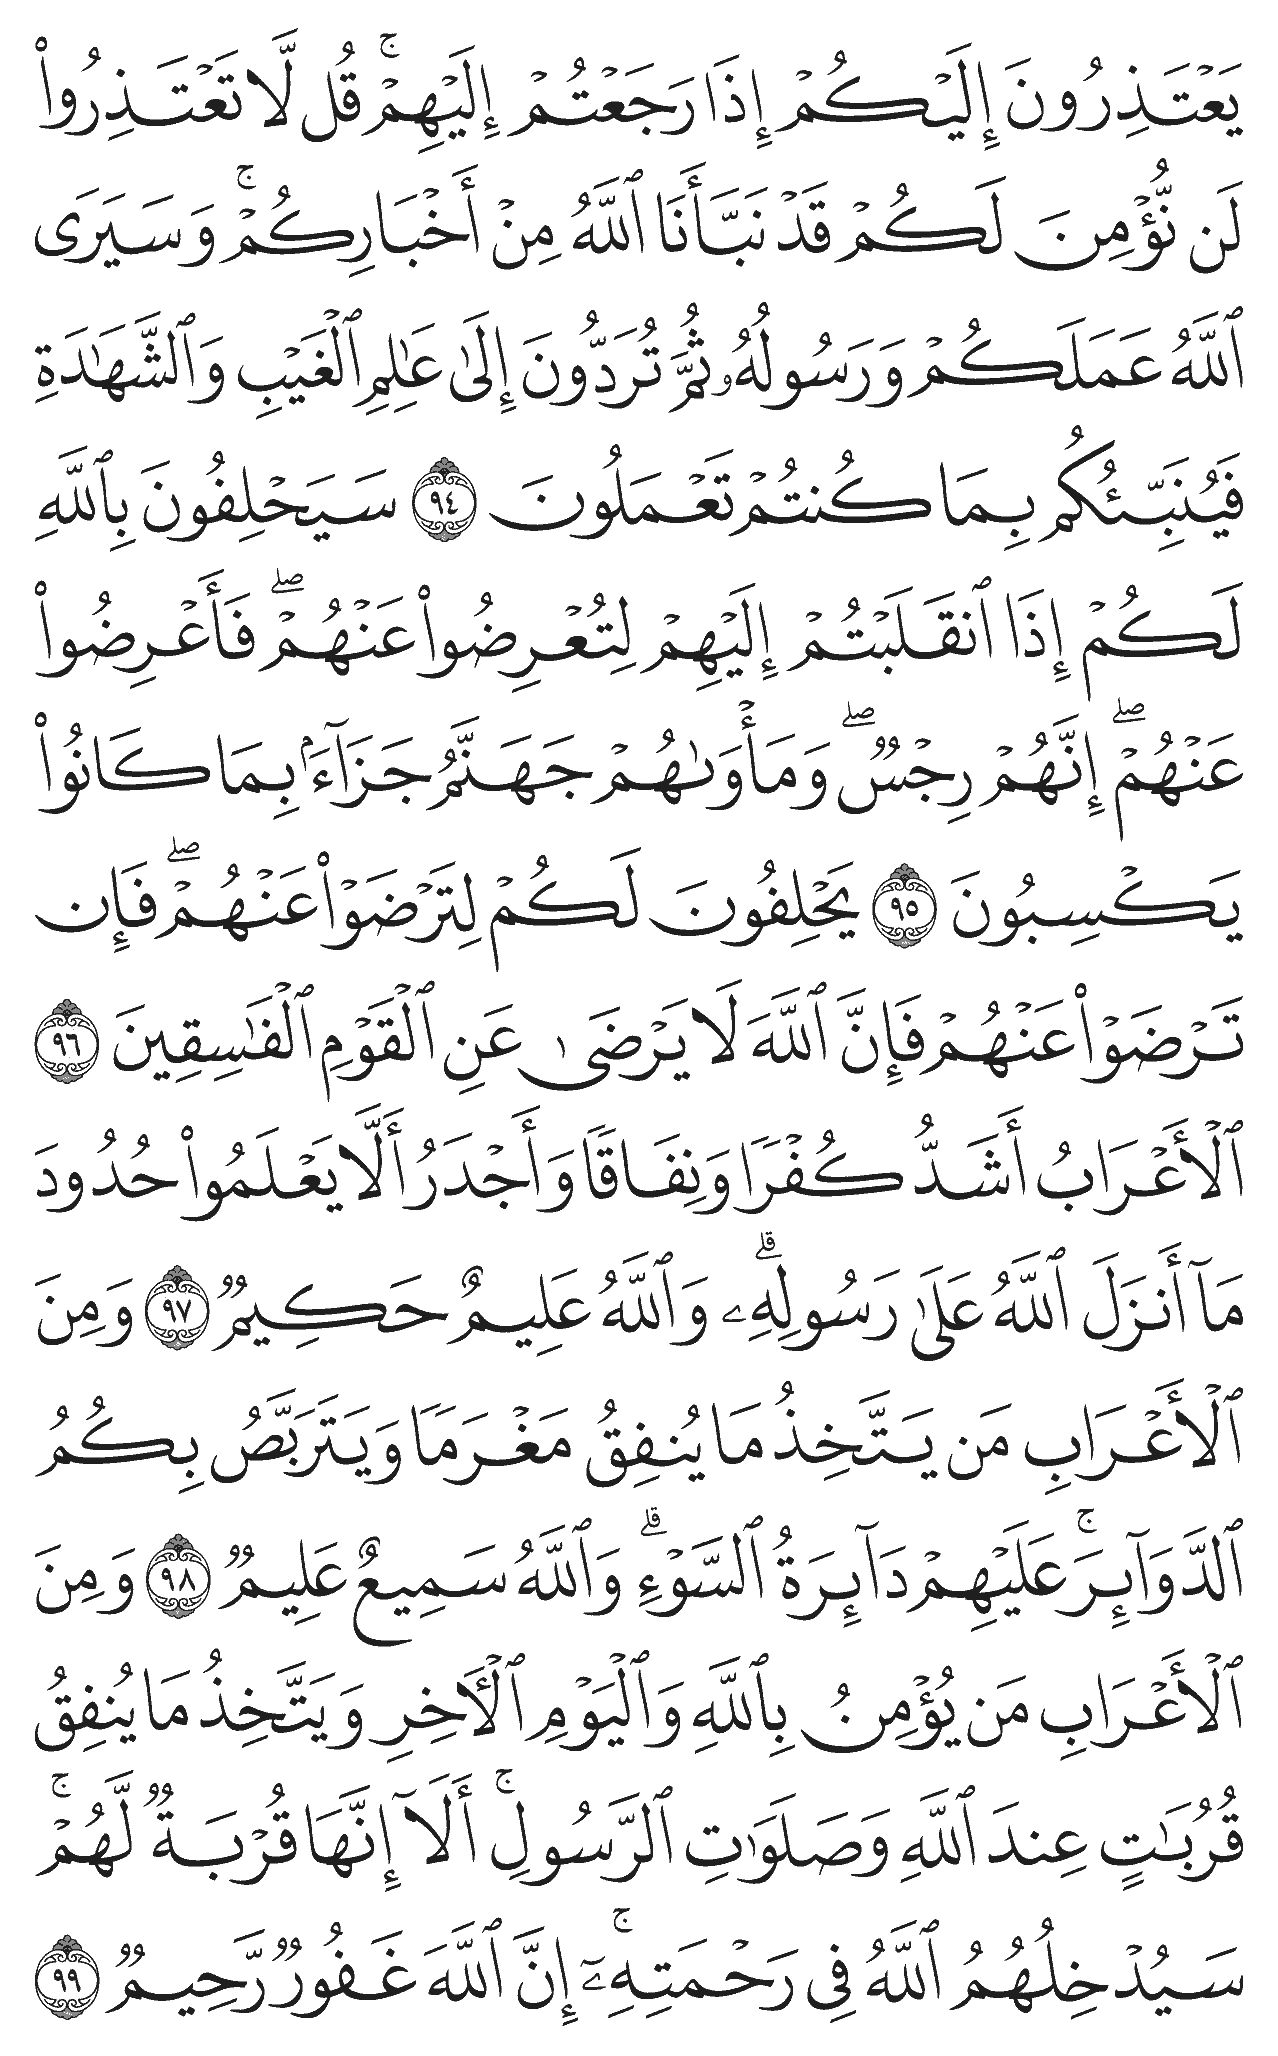 يَعۡتَذِرُونَ إِلَيۡكُمۡ إِذَا رَجَعۡتُمۡ إِلَيۡهِمۡۚ قُل لَّا تَعۡتَذِرُواْ
لَن نُّؤۡمِنَ لَكُمۡ قَدۡ نَبَّأَنَا ٱللَّهُ مِنۡ أَخۡبَارِكُمۡۚ وَسَيَرَى
ٱللَّهُ عَمَلَكُمۡ وَرَسُولُهُۥ ثُمَّ تُرَدُّونَ إِلَىٰ عَٰلِمِ ٱلۡغَيۡبِ وَٱلشَّهَٰدَةِ
فَيُنَبِّئُكُم بِمَا كُنتُمۡ تَعۡمَلُونَ ٩٤ سَيَحۡلِفُونَ بِٱللَّهِ
لَكُمۡ إِذَا ٱنقَلَبۡتُمۡ إِلَيۡهِمۡ لِتُعۡرِضُواْ عَنۡهُمۡۖ فَأَعۡرِضُواْ
عَنۡهُمۡۖ إِنَّهُمۡ رِجۡسٞۖ وَمَأۡوَىٰهُمۡ جَهَنَّمُ جَزَآءَۢ بِمَا كَانُواْ
يَكۡسِبُونَ ٩٥ يَحۡلِفُونَ لَكُمۡ لِتَرۡضَوۡاْ عَنۡهُمۡۖ فَإِن
تَرۡضَوۡاْ عَنۡهُمۡ فَإِنَّ ٱللَّهَ لَا يَرۡضَىٰ عَنِ ٱلۡقَوۡمِ ٱلۡفَٰسِقِينَ ٩٦
ٱلۡأَعۡرَابُ أَشَدُّ كُفۡرٗا وَنِفَاقٗا وَأَجۡدَرُ أَلَّا يَعۡلَمُواْ حُدُودَ
مَآ أَنزَلَ ٱللَّهُ عَلَىٰ رَسُولِهِۦۗ وَٱللَّهُ عَلِيمٌ حَكِيمٞ ٩٧ وَمِنَ
ٱلۡأَعۡرَابِ مَن يَتَّخِذُ مَا يُنفِقُ مَغۡرَمٗا وَيَتَرَبَّصُ بِكُمُ
ٱلدَّوَآئِرَۚ عَلَيۡهِمۡ دَآئِرَةُ ٱلسَّوۡءِۗ وَٱللَّهُ سَمِيعٌ عَلِيمٞ ٩٨ وَمِنَ
ٱلۡأَعۡرَابِ مَن يُؤۡمِنُ بِٱللَّهِ وَٱلۡيَوۡمِ ٱلۡأٓخِرِ وَيَتَّخِذُ مَا يُنفِقُ
قُرُبَٰتٍ عِندَ ٱللَّهِ وَصَلَوَٰتِ ٱلرَّسُولِۚ أَلَآ إِنَّهَا قُرۡبَةٞ لَّهُمۡۚ
سَيُدۡخِلُهُمُ ٱللَّهُ فِي رَحۡمَتِهِۦٓۚ إِنَّ ٱللَّهَ غَفُورٞ رَّحِيمٞ ٩٩